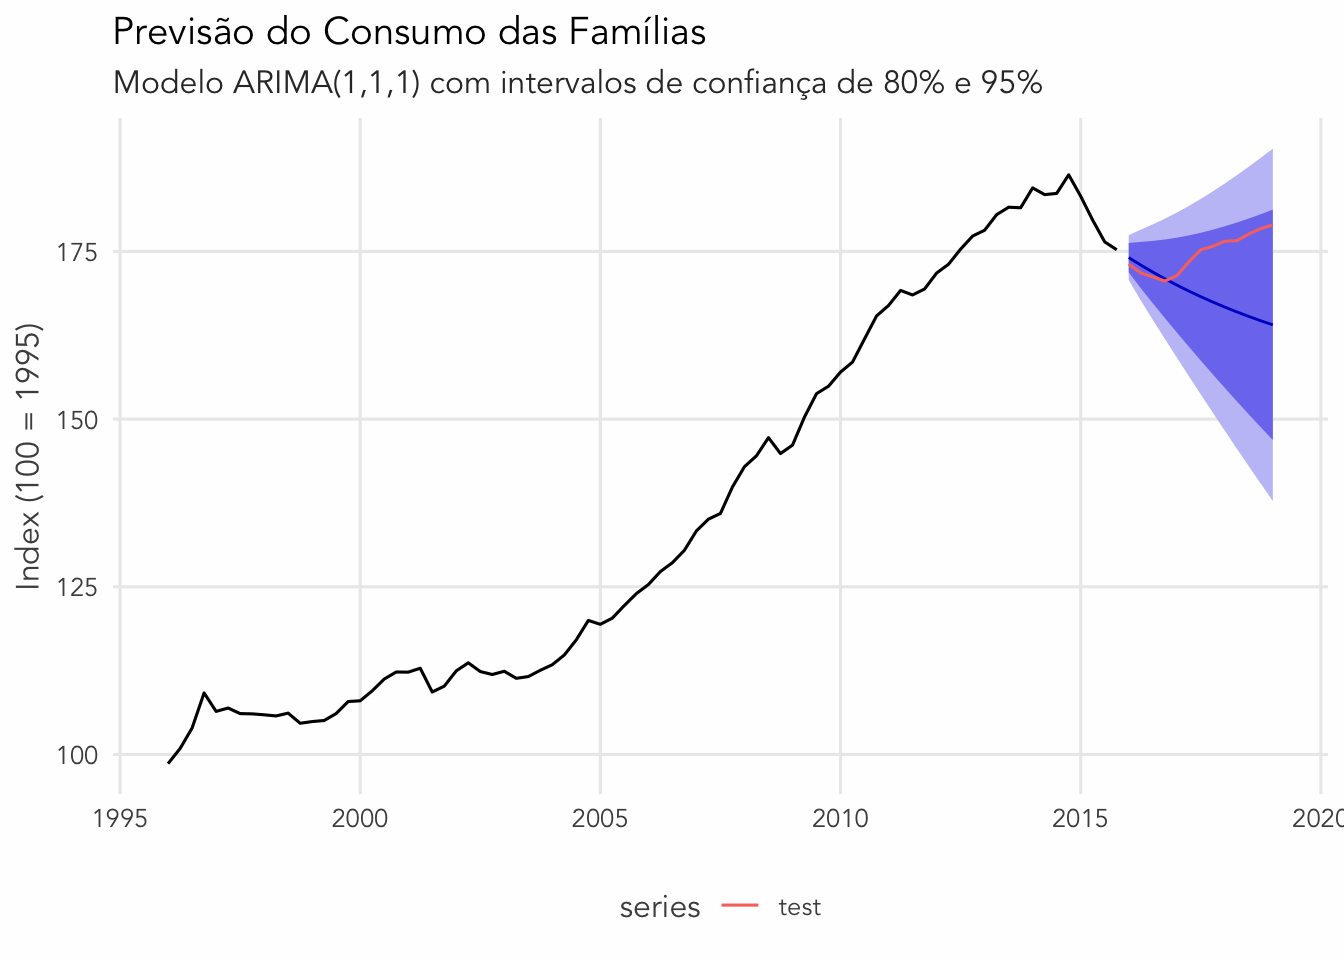 Previsão do Consumo das Famílias
Modelo ARIMA(1,1,1) com intervalos de confiança de 80% e 95%
Index (100 = 1995)
175
150
125
100
1995 2000 2005 2010 2015 2020
series test